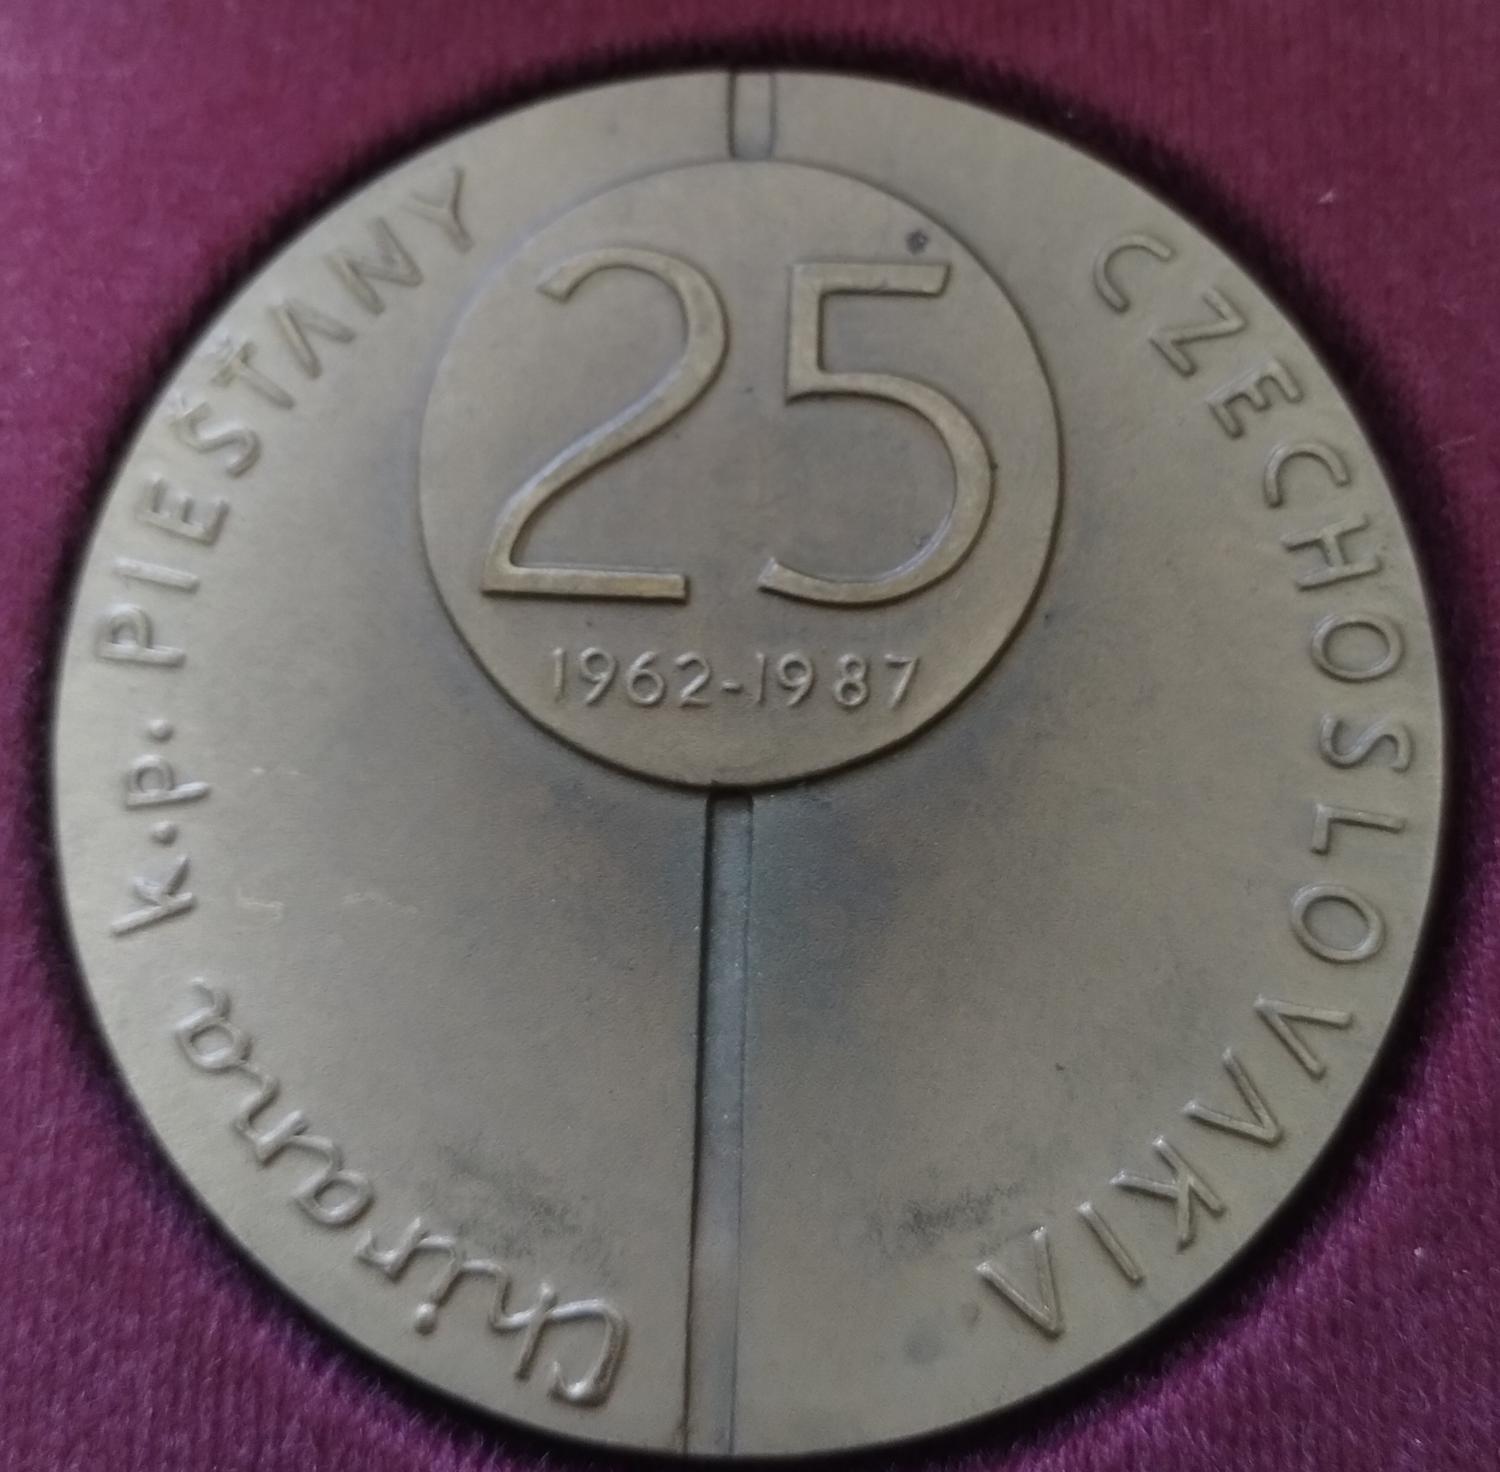 25
1962-1987
Chirana k.p. PIEŠŤANY
CZECHOSLOVAKIA